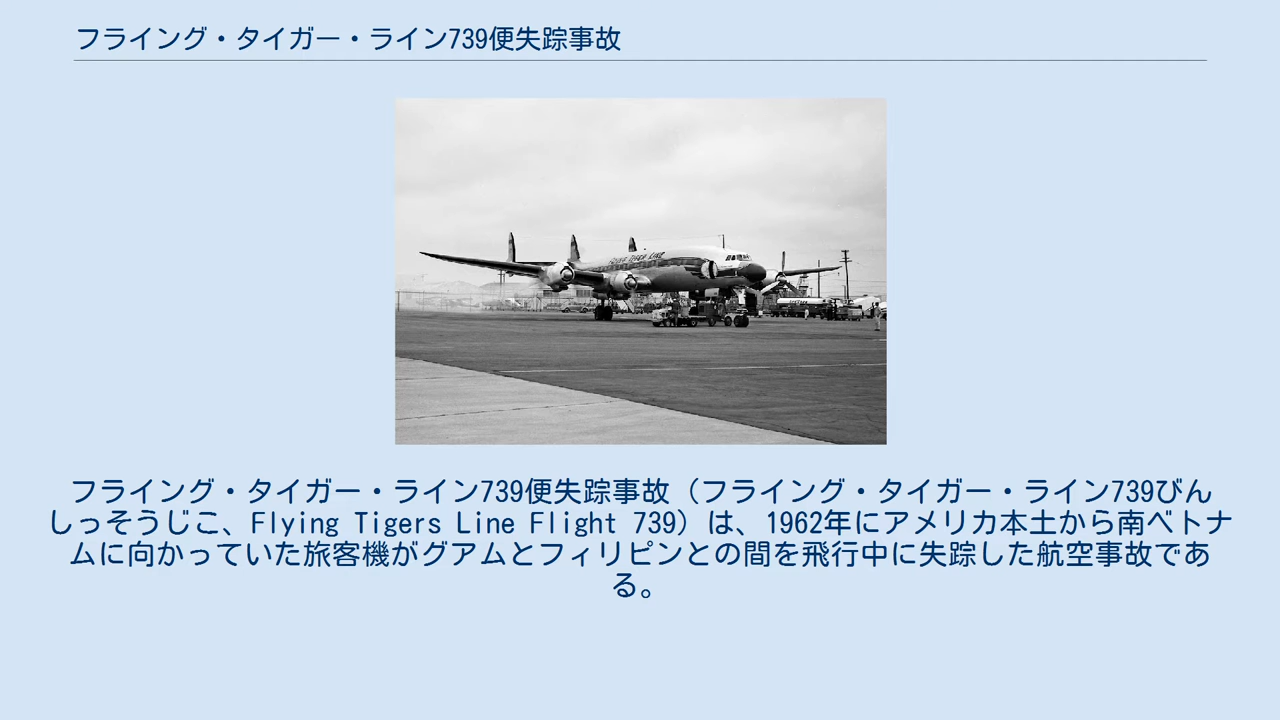 フライング・タイガー・ライン739便失踪事故
FLYING TIGER LINE
フライング・タイガー・ライン739便失踪事故（フライング・タイガー・ライン739びん
しっそうじこ、Flying Tigers Line Flight 739）は、1962年にアメリカ本土から南ベトナ
ムに向かっていた旅客機がグアムとフィリピンとの間を飛行中に失踪した航空事故であ
る。